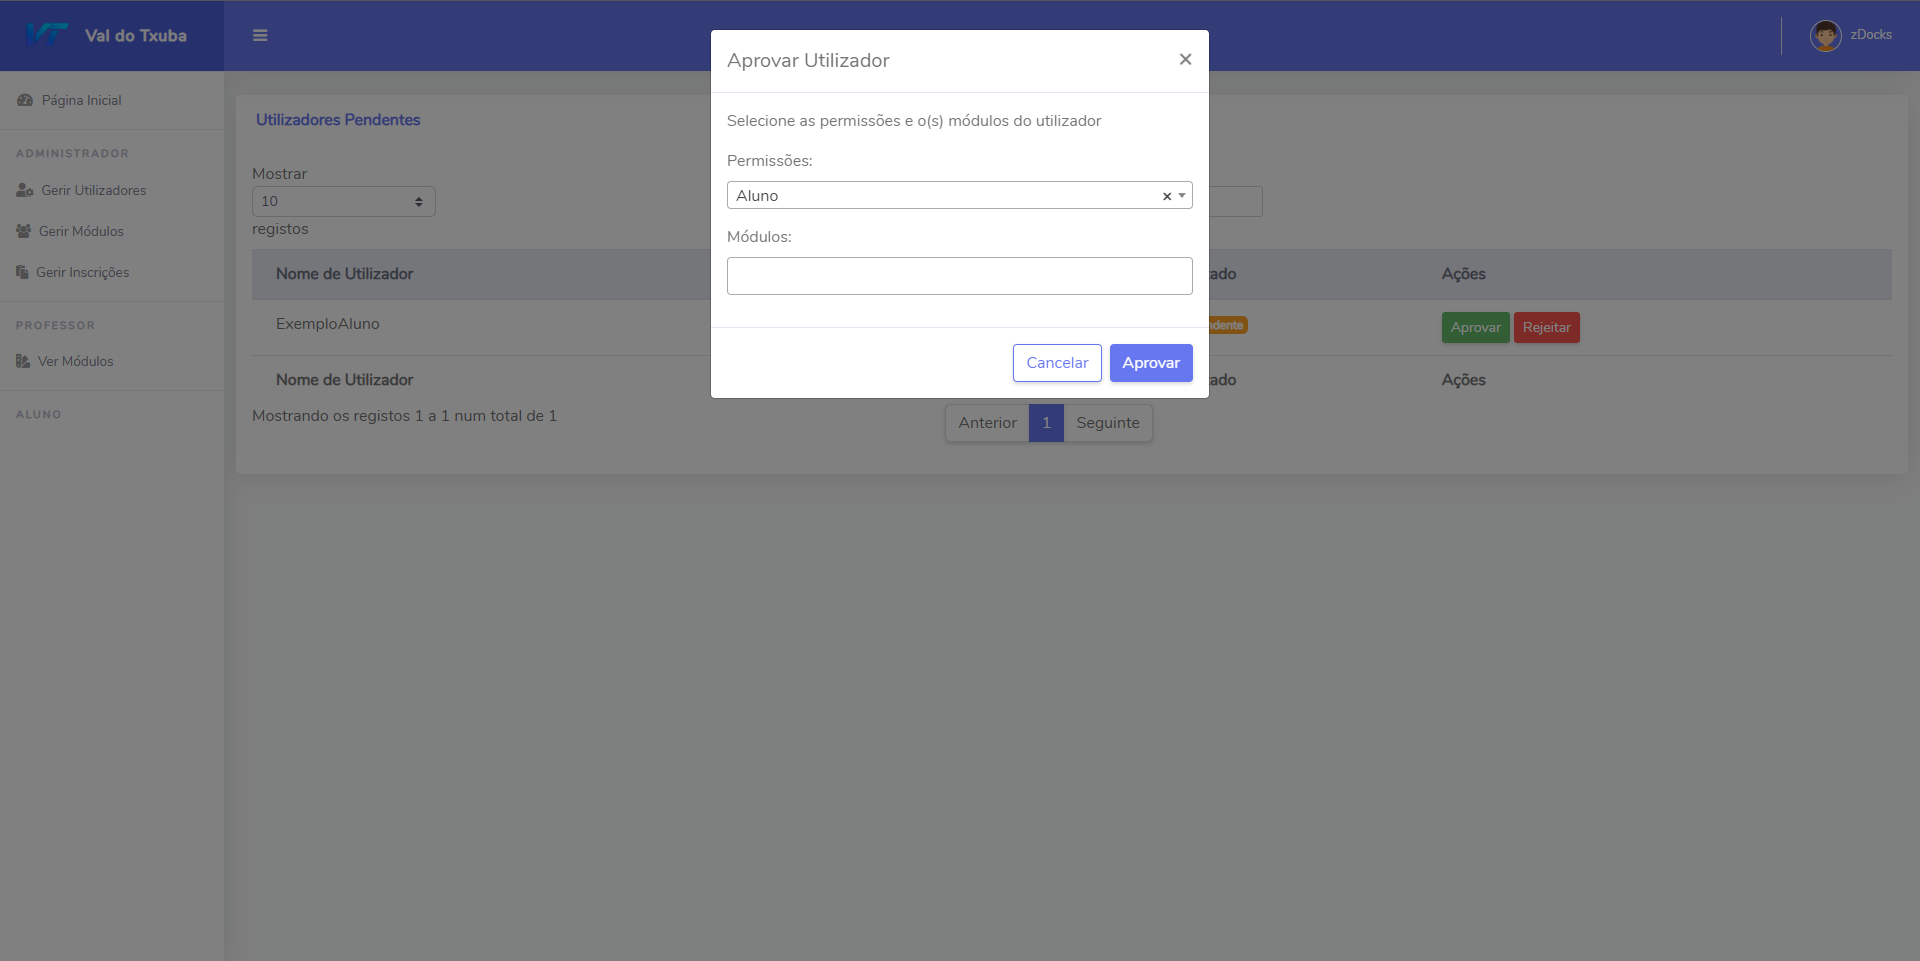 VT Val do Txuba
zDocks
Página Inicial
ADMINISTRADOR
Gerir Utilizadores
Gerir Módulos
Gerir Inscrições
PROFESSOR
Ver Módulos
ALUNO
Utilizadores Pendentes
Mostrar
10
registos
Nome de Utilizador
Ações
ExemploAluno
Aprovar Rejeitar
Nome de Utilizador
Ações
Mostrando os registos 1 a 1 num total de 1
Anterior 1 Seguinte
Aprovar Utilizador ×
Selecione as permissões e o(s) módulos do utilizador
Permissões:
Aluno ×
Módulos:
Cancelar Aprovar